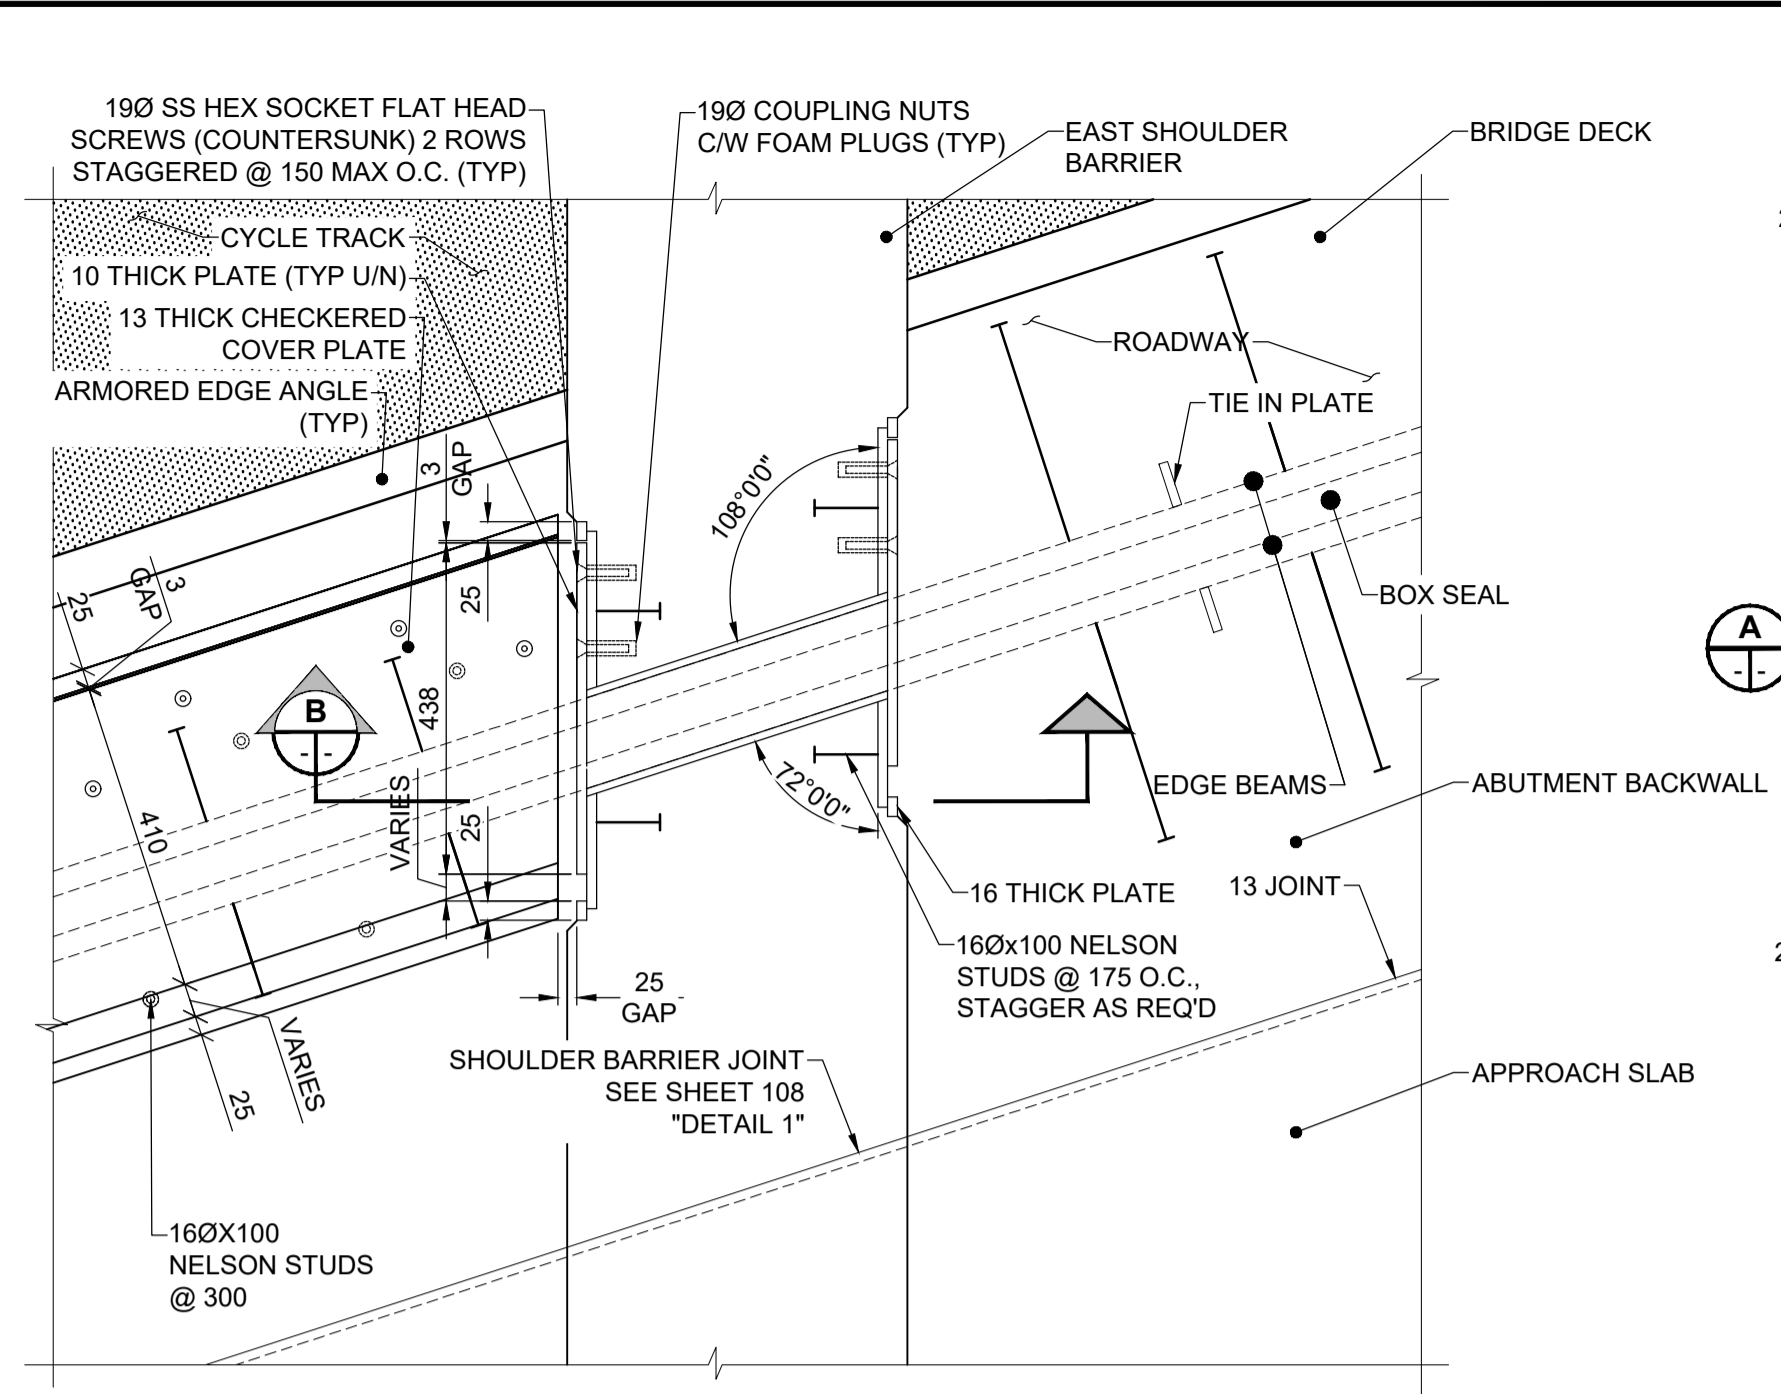 19Ø SS HEX SOCKET FLAT HEAD
SCREWS (COUNTERSUNK) 2 ROWS
STAGGERED @ 150 MAX O.C. (TYP)
19Ø COUPLING NUTS
C/W FOAM PLUGS (TYP)
EAST SHOULDER
BARRIER
BRIDGE DECK
CYCLE TRACK
10 THICK PLATE (TYP U/N)
13 THICK CHECKERED
COVER PLATE
ARMORED EDGE ANGLE
(TYP)
ROADWAY
TIE IN PLATE
3
GAP
108°0'0"
25
3
GAP
25
BOX SEAL
A
- -
B
- -
438
VARIES
25
410
72°0'0"
EDGE BEAMS
ABUTMENT BACKWALL
16 THICK PLATE
13 JOINT
16Øx100 NELSON
STUDS @ 175 O.C.,
STAGGER AS REQ'D
25
GAP
VARIES
25
SHOULDER BARRIER JOINT
SEE SHEET 108
"DETAIL 1"
APPROACH SLAB
16ØX100
NELSON STUDS
@ 300